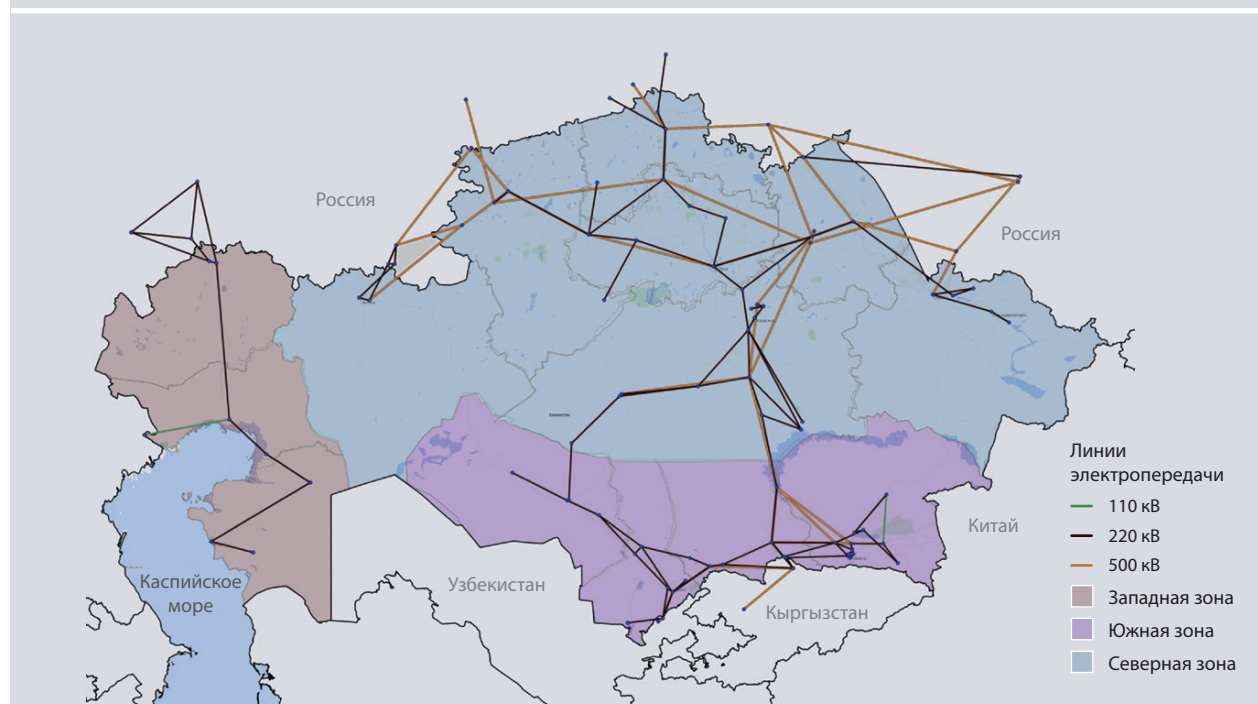 Россия
Россия
Китай
Каспийское
море
Узбекистан
Кыргызстан
Линии
электропередачи
110 кВ
220 кВ
500 кВ
Западная зона
Южная зона
Северная зона